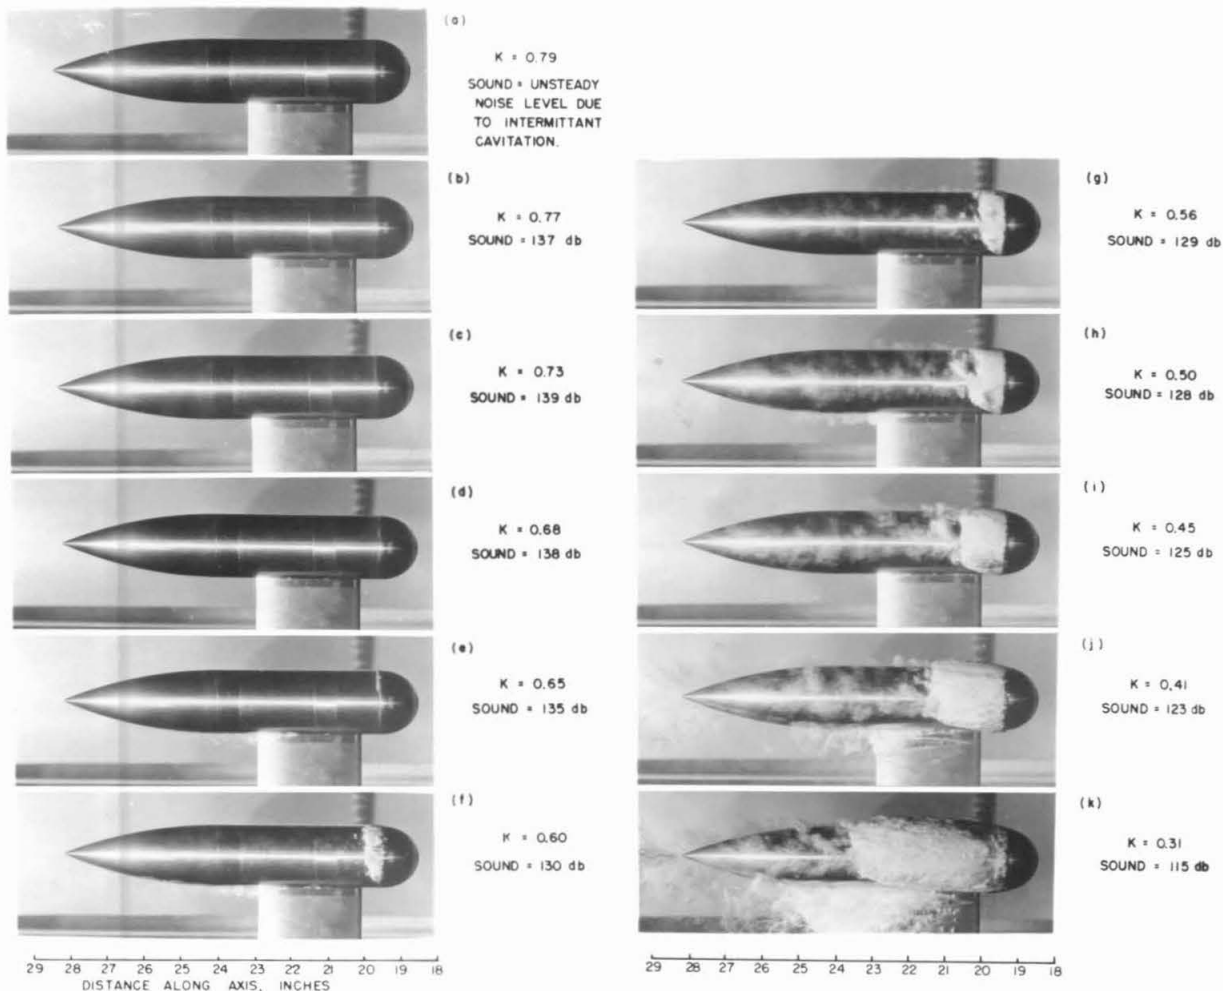 (a)
K = 0.79
SOUND = UNSTEADY
NOISE LEVEL DUE
TO INTERMITTANT
CAVITATION.
(b)
K = 0.77
SOUND = 137 db
(c)
K = 0.73
SOUND = 139 db
(d)
K = 0.68
SOUND = 138 db
(e)
K = 0.65
SOUND = 135 db
(f)
K = 0.60
SOUND = 130 db
29 28 27 26 25 24 23 22 21 20 19 18
DISTANCE ALONG AXIS, INCHES
(g)
K = 0.56
SOUND = 129 db
(h)
K = 0.50
SOUND = 128 db
(i)
K = 0.45
SOUND = 125 db
(j)
K = 0.41
SOUND = 123 db
(k)
K = 0.31
SOUND = 115 db
29 28 27 26 25 24 23 22 21 20 19 18